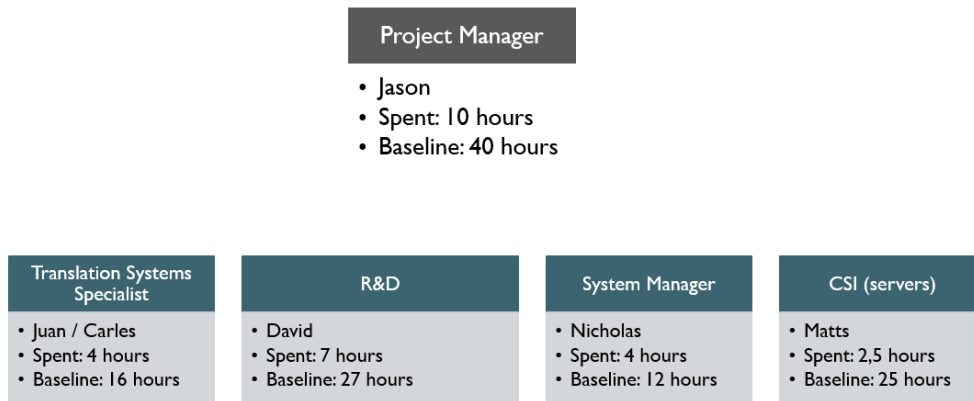 Project Manager
• Jason
• Spent: 10 hours
• Baseline: 40 hours
Translation Systems
Specialist
• Juan / Carles
• Spent: 4 hours
• Baseline: 16 hours
R&D
• David
• Spent: 7 hours
• Baseline: 27 hours
System Manager
• Nicholas
• Spent: 4 hours
• Baseline: 12 hours
CSI (servers)
• Matts
• Spent: 2,5 hours
• Baseline: 25 hours